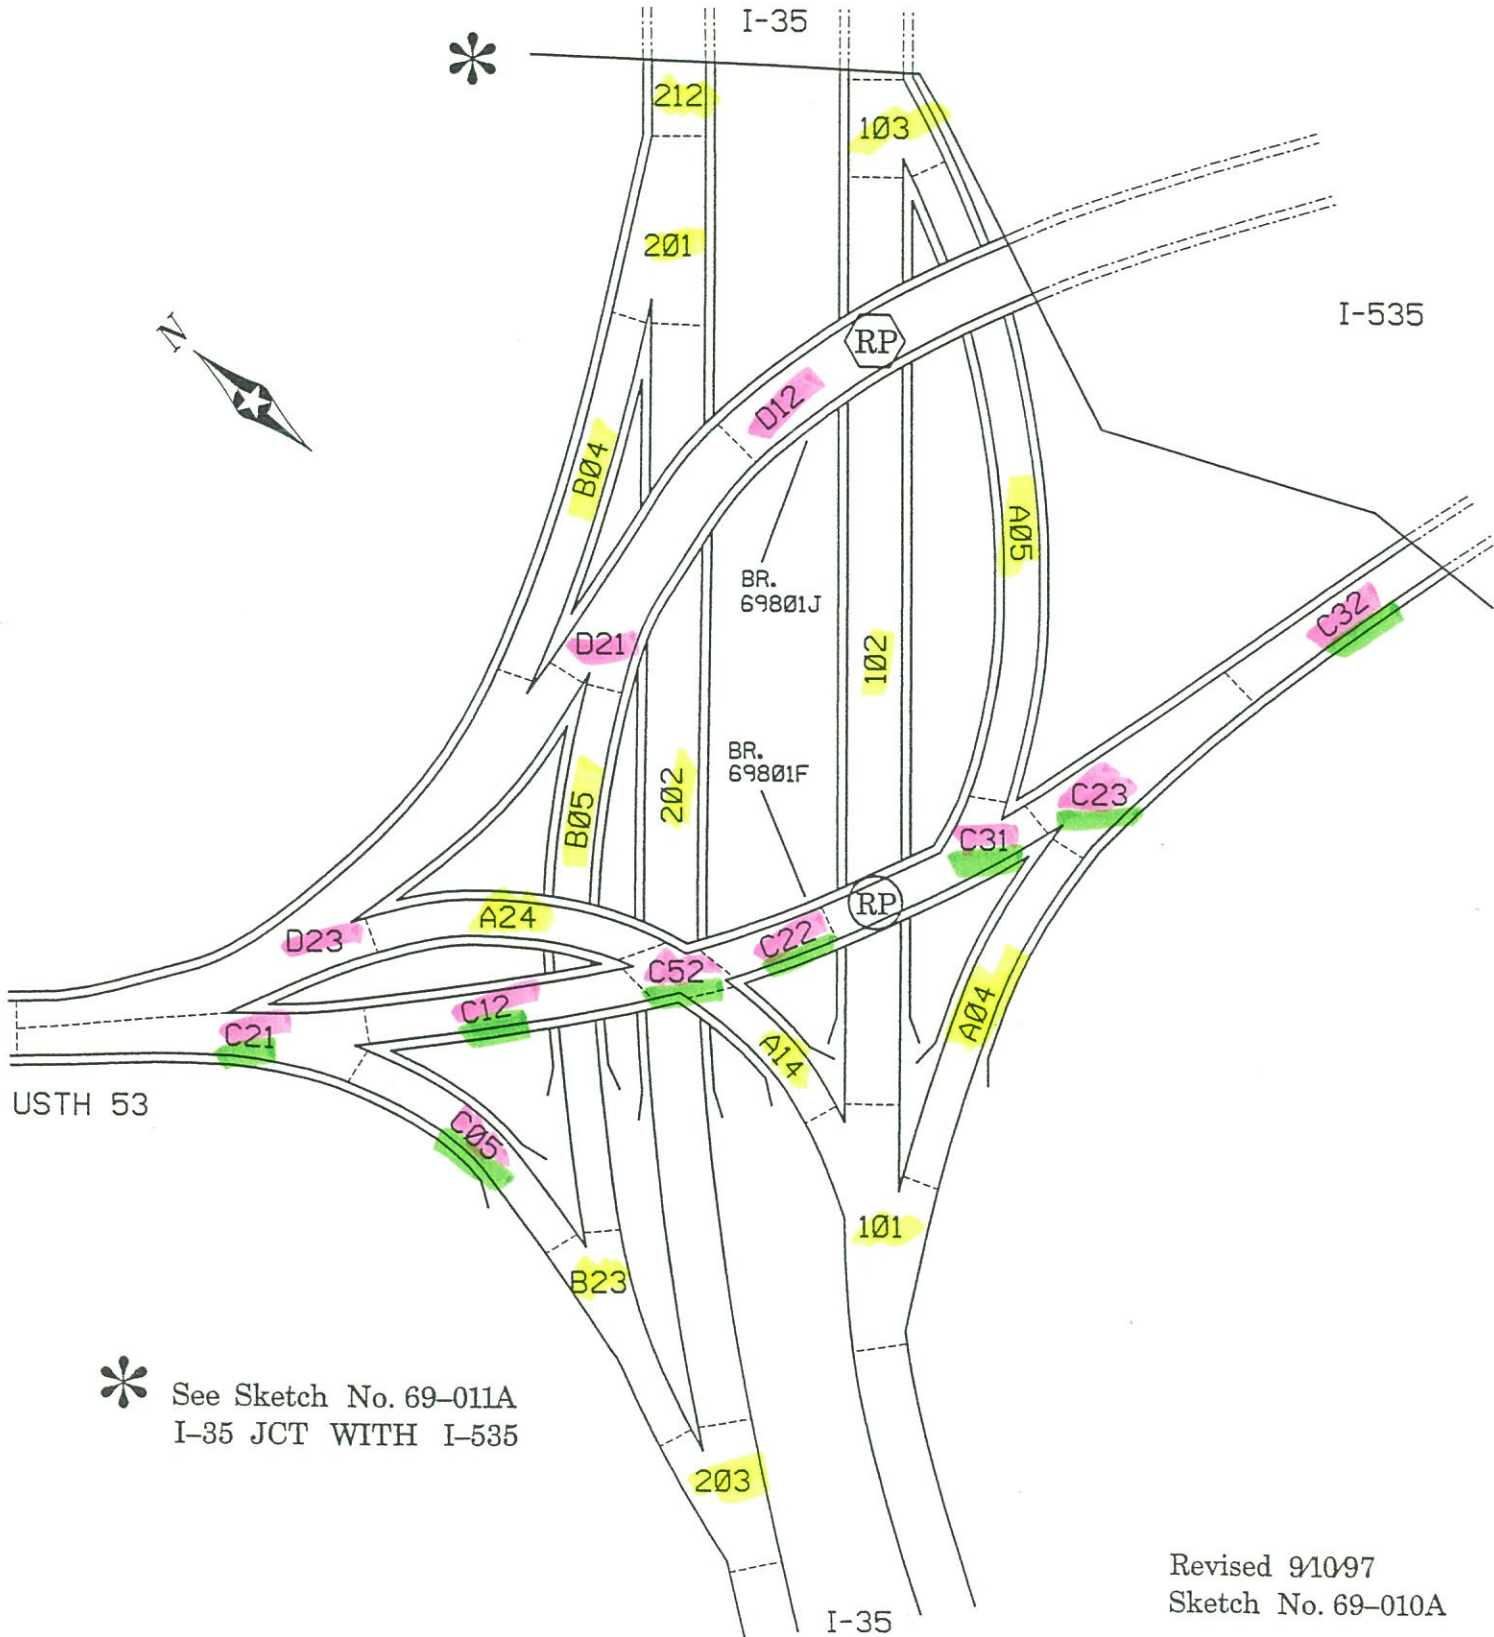 I-35
212
103
201
N
I-535
RP
D12
B04
A05
BR.
69801J
C32
D21
102
BR.
69801F
202
C23
B05
C31
RP
A24
D23
C22
C52
C12
C21
A04
A14
USTH 53
C05
101
B23
See Sketch No. 69-011A
I-35 JCT WITH I-535
203
Revised 9/10/97
Sketch No. 69-010A
I-35